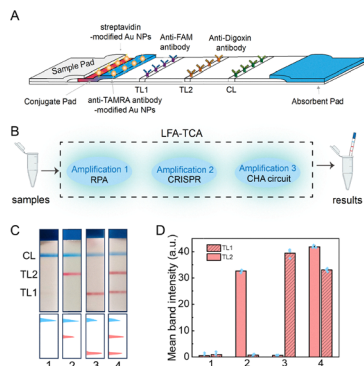 A
streptavidin
-modified Au NPs
Sample Pad
Anti-FAM
antibody
Anti-Digoxin
antibody
TL1
TL2
CL
Conjugate Pad
anti-TAMRA antibody
-modified Au NPs
Absorbent Pad
B
LFA-TCA
Amplification 1
RPA
Amplification 2
CRISPR
Amplification 3
CHA circuit
samples
results
C
CL
TL2
TL1
1 2 3 4
D
Mean band intensity (a.u.)
TL1
TL2
40
30
20
10
0
1 2 3 4